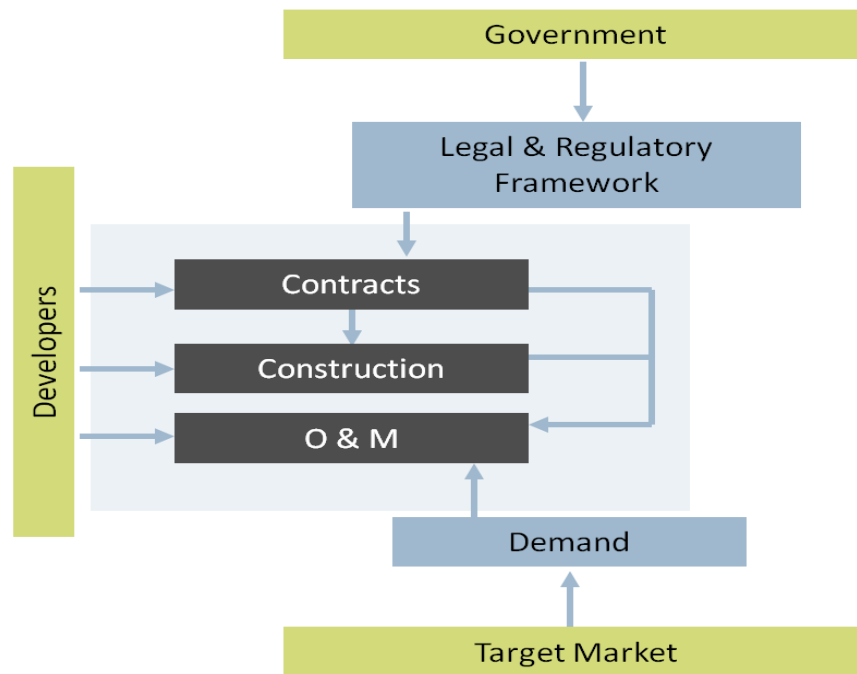 Government
Legal & Regulatory
Framework
Developers
Contracts
Construction
O & M
Demand
Target Market